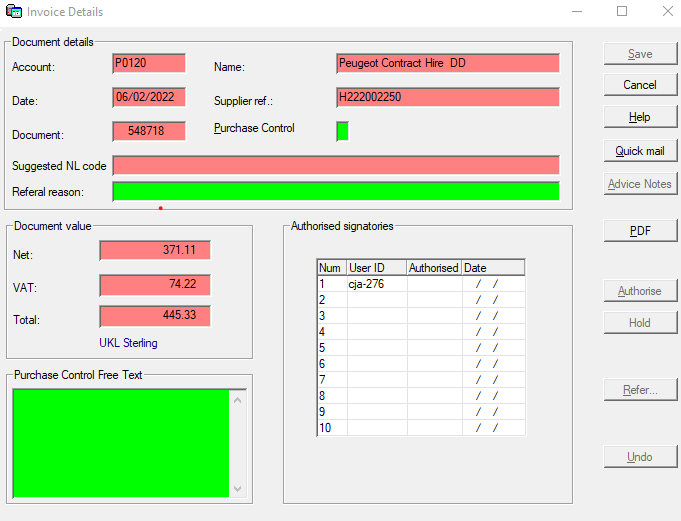 Invoice Details
Document details
Account: P0120 Name: Peugeot Contract Hire DD
Date: 06/02/2022 Supplier ref.: H222002250
Document: 548718 Purchase Control
Suggested NL code
Referal reason:
Document value
Net: 371.11
VAT: 74.22
Total: 445.33
UKL Sterling
Purchase Control Free Text
Authorised signatories
Num User ID Authorised Date
1 cja-276 / /
2 / /
3 / /
4 / /
5 / /
6 / /
7 / /
8 / /
9 / /
10 / /
Save
Cancel
Help
Quick mail
Advice Notes
PDF
Authorise
Hold
Refer...
Undo